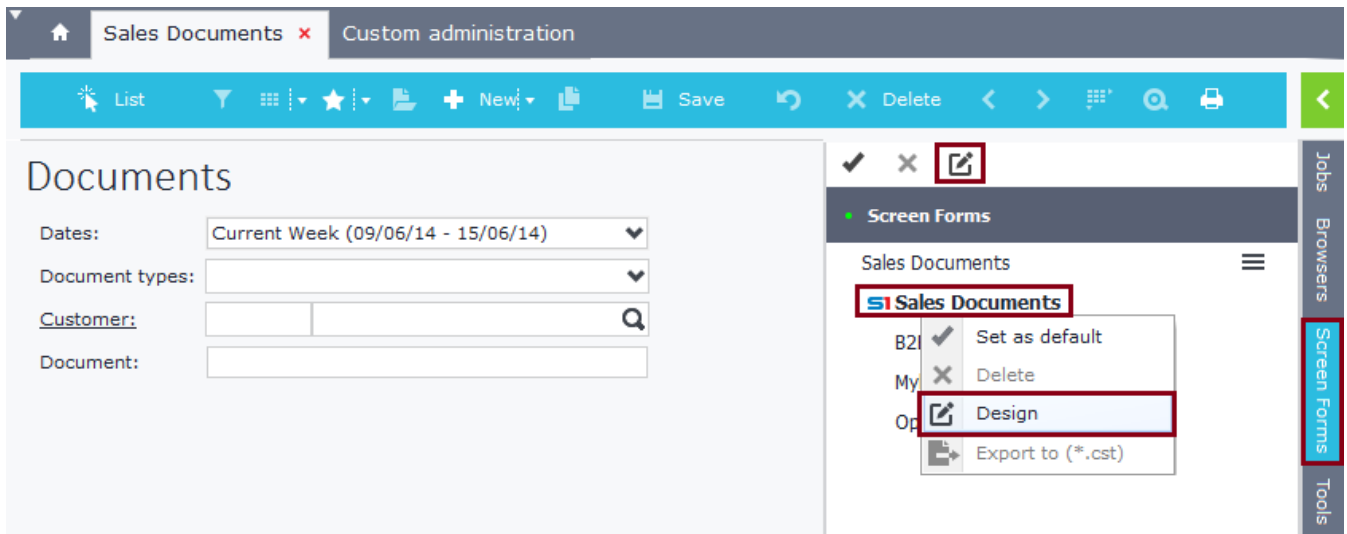 Sales Documents
Custom administration
List
New
Save
Delete
Documents
Dates:
Current Week (09/06/14 - 15/06/14)
Document types:
Customer:
Document:
Screen Forms
Sales Documents
S1 Sales Documents
Set as default
Delete
Design
Export to (*.cst)
Jobs
Browsers
Screen Forms
Tools